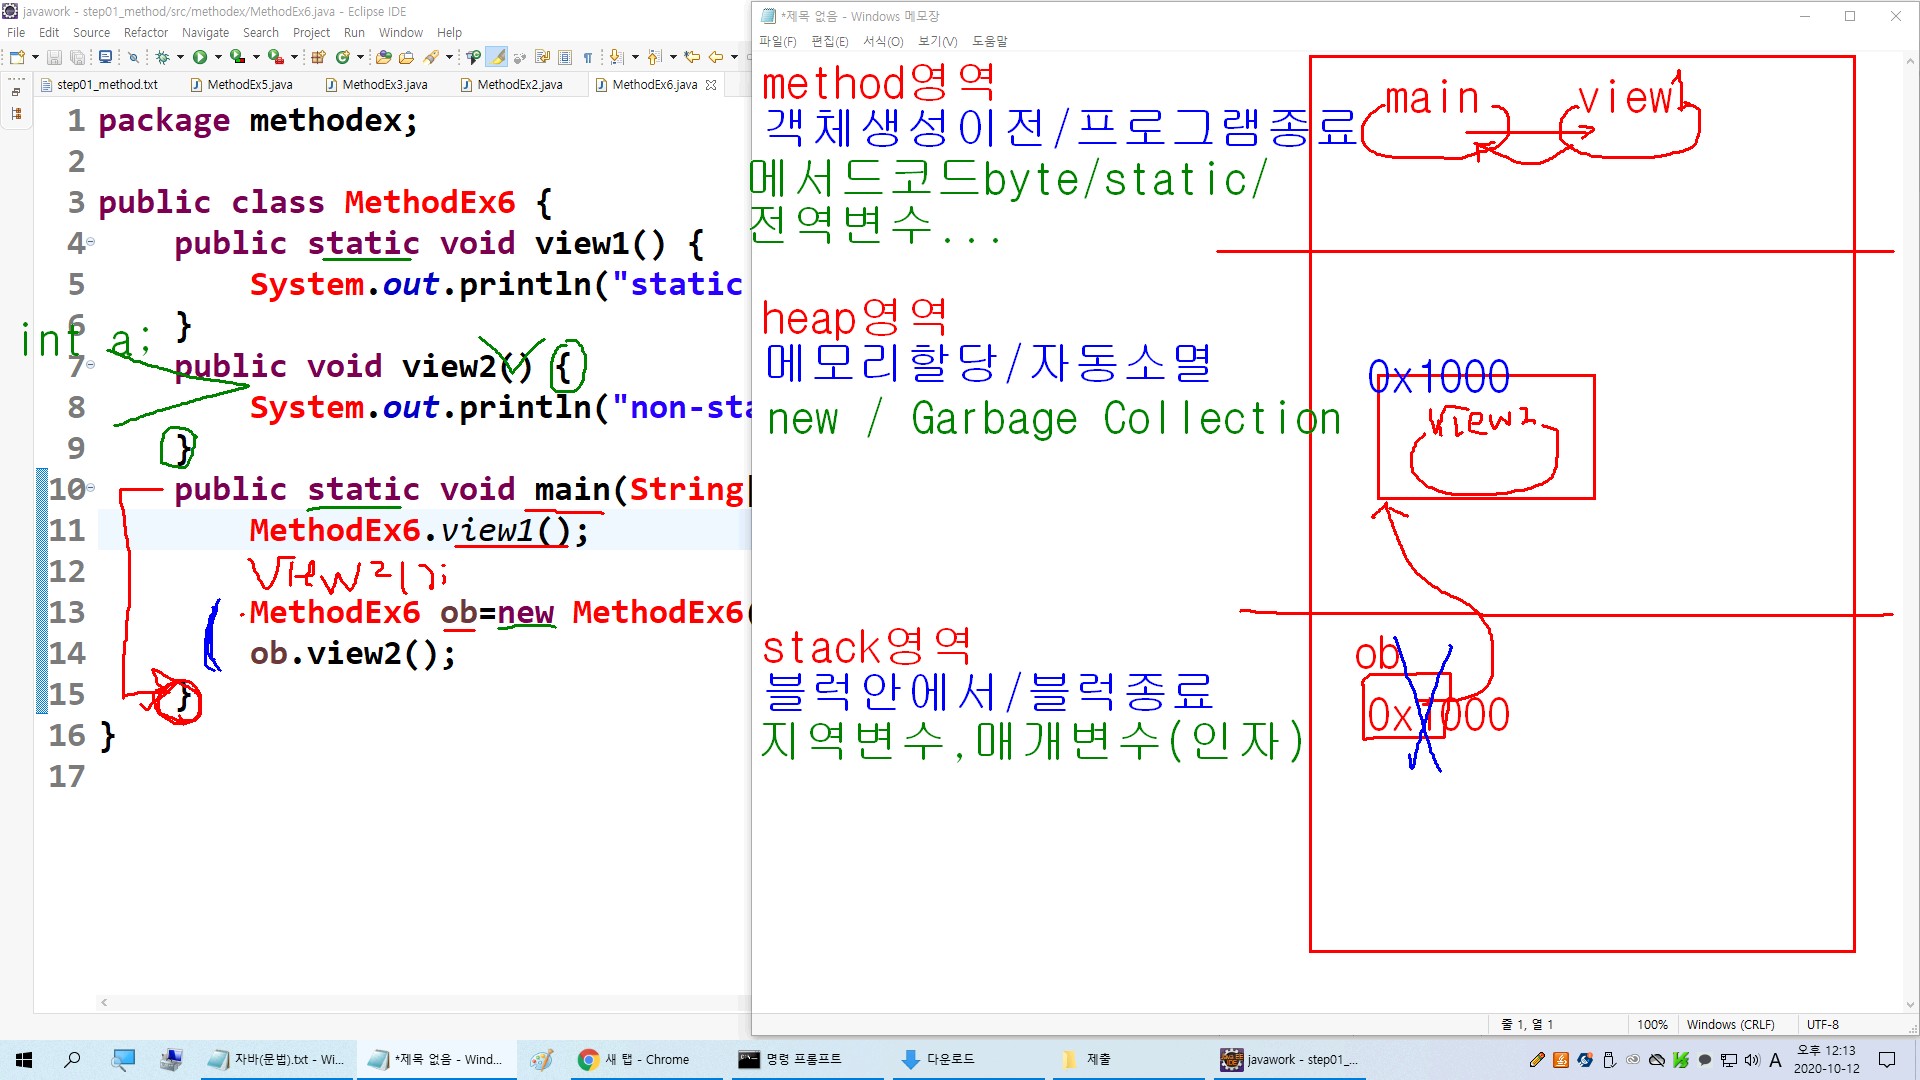 javawork - step01_method/src/methodex/MethodEx6.java - Eclipse IDE
File Edit Source Refactor Navigate Search Project Run Window Help
step01_method.txt MethodEx5.java MethodEx3.java MethodEx2.java MethodEx6.java
1 package methodex;
2
3 public class MethodEx6 {
4 public static void view1() {
5 System.out.println("static
6 }
int a;
7 public void view2() {
8 System.out.println("non-sta
9 }
10 public static void main(String[
11 MethodEx6.view1();
12 view2();
13 MethodEx6 ob=new MethodEx6(
14 ob.view2();
15 }
16 }
17
*제목 없음 - Windows 메모장
파일(F) 편집(E) 서식(O) 보기(V) 도움말
method영역
객체생성이전/프로그램종료
메서드코드byte/static/
전역변수...
main view1
heap영역
메모리할당/자동소멸
new / Garbage Collection
0x1000
view2
stack영역
블럭안에서/블럭종료
지역변수,매개변수(인자)
ob
0x1000
줄 1, 열 1 100% Windows (CRLF) UTF-8
자바(문법).txt - Wi... *제목 없음 - Wind... 새 탭 - Chrome 명령 프롬프트 다운로드 제출 javawork - step01_... A 오후 12:13
2020-10-12